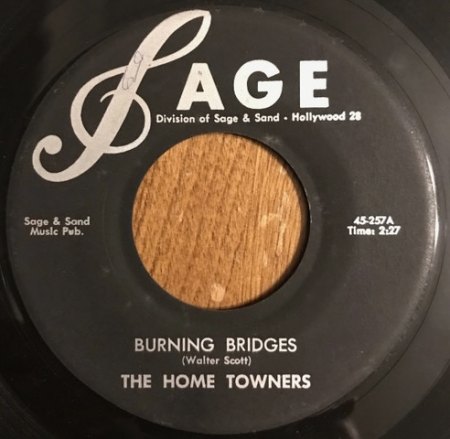 SAGE
Division of Sage & Sand - Hollywood 28
Sage & Sand
Music Pub.
45-257A
Time: 2:27
BURNING BRIDGES
(Walter Scott)
THE HOME TOWNERS